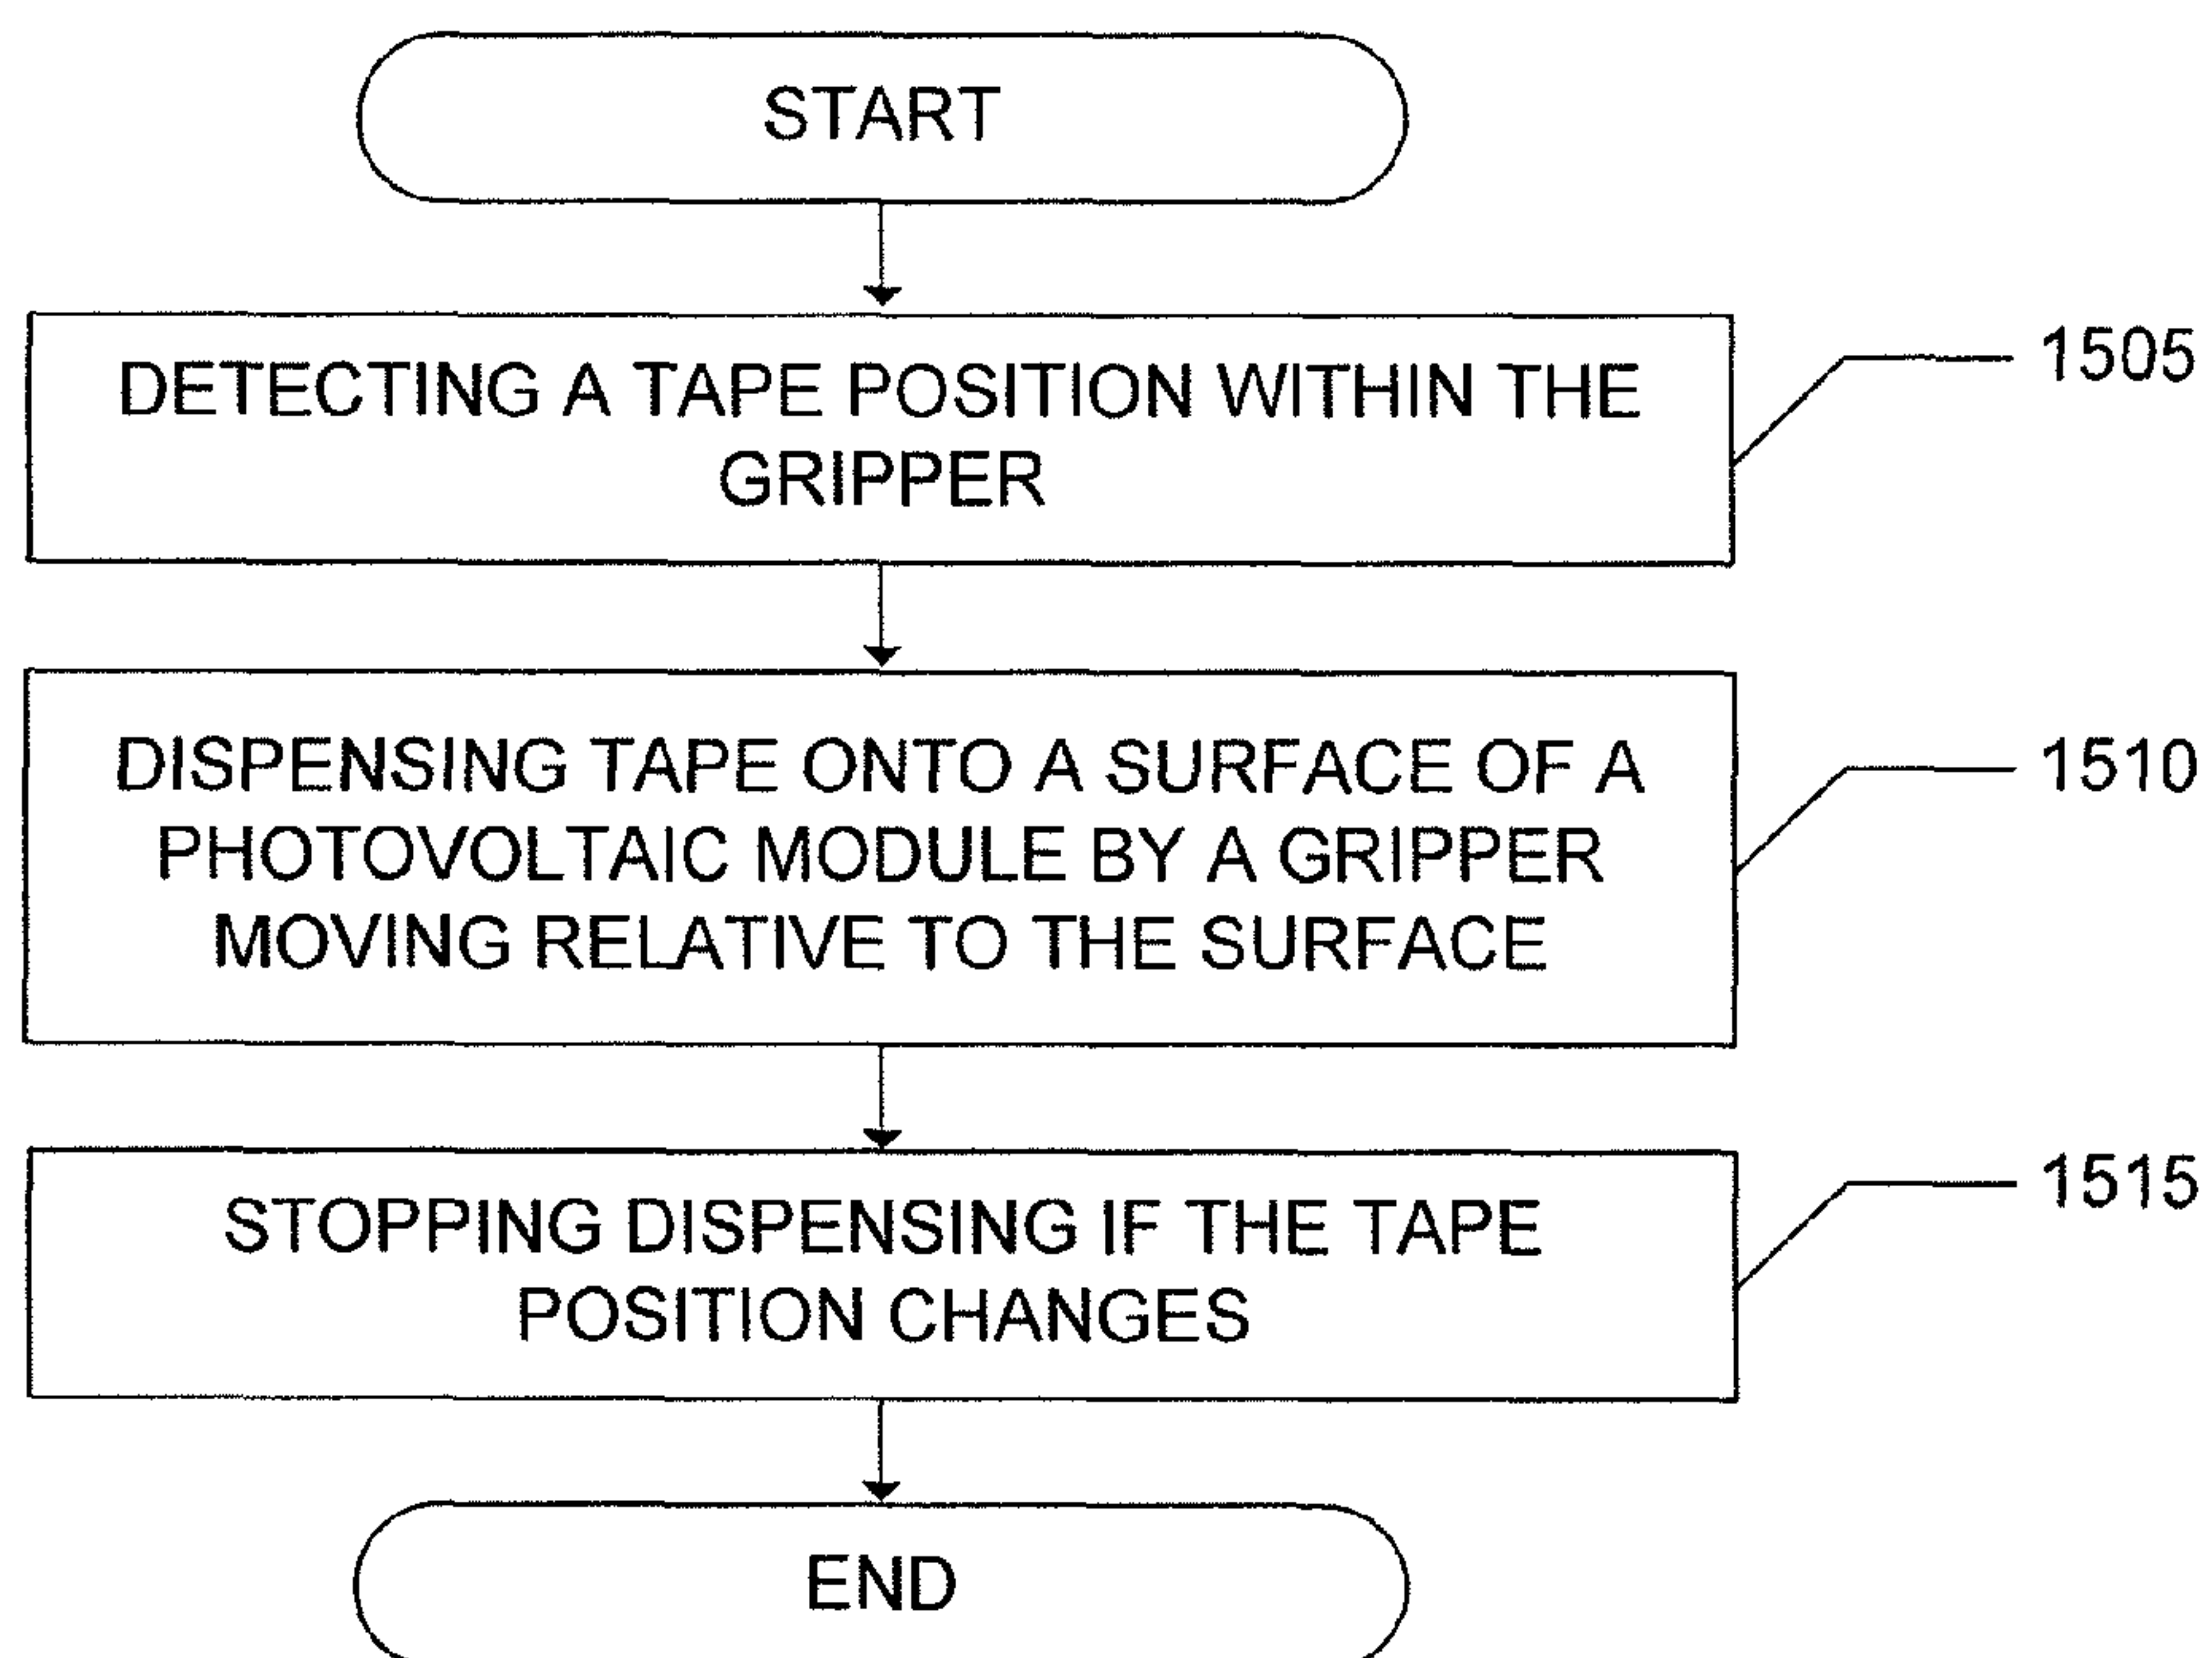 START
DETECTING A TAPE POSITION WITHIN THE
GRIPPER
1505
DISPENSING TAPE ONTO A SURFACE OF A
PHOTOVOLTAIC MODULE BY A GRIPPER
MOVING RELATIVE TO THE SURFACE
1510
STOPPING DISPENSING IF THE TAPE
POSITION CHANGES
1515
END